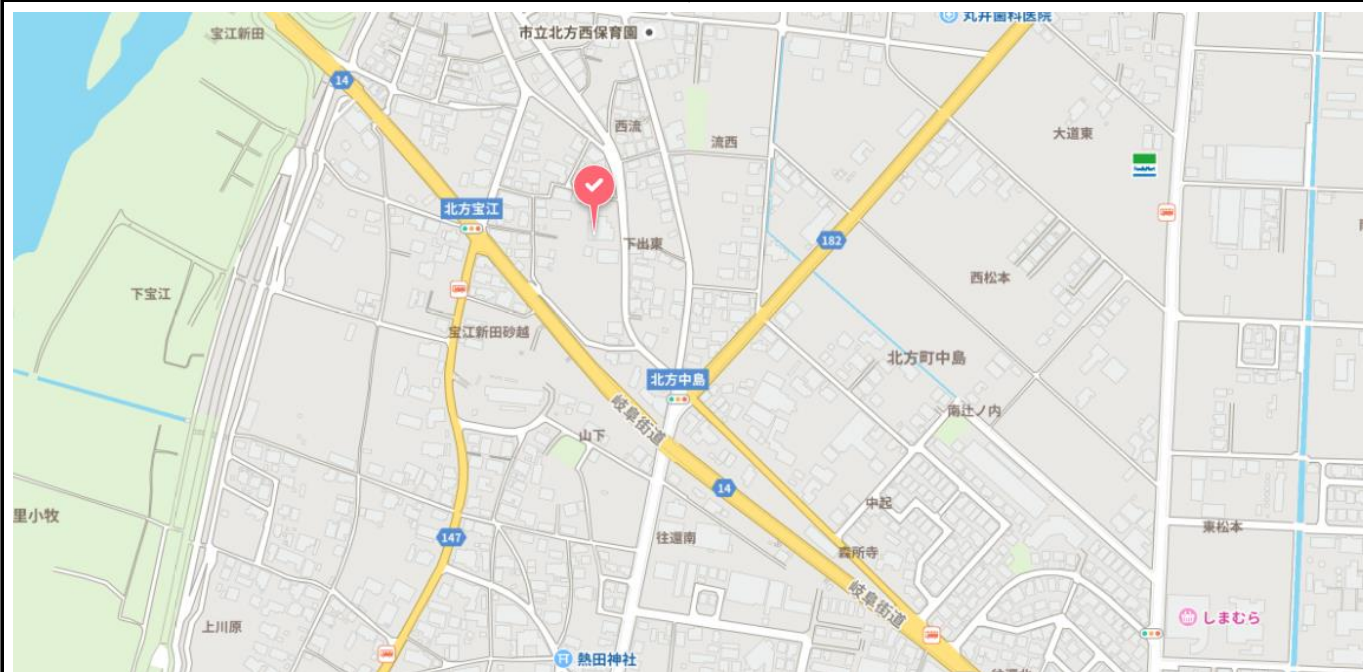 丸井歯科医院
宝江新田
市立北方西保育園
14
西流
流西
大道東
北方宝江
下出東
182
西松本
下宝江
宝江新田砂越
北方町中島
北方中島
岐阜街道
南辻ノ内
山下
14
中起
里小牧
147
往還南
森所寺
東松本
岐阜街道
しまむら
上川原
熱田神社